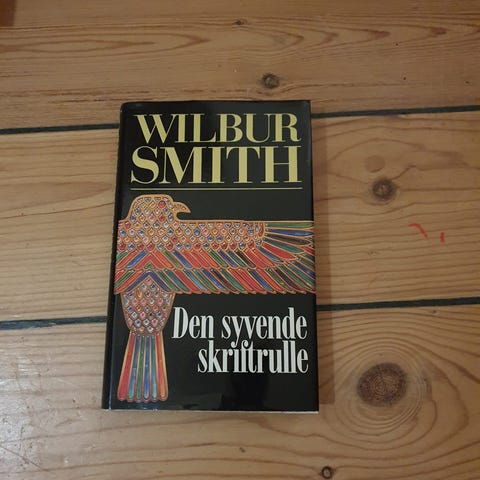 WILBUR
SMITH
Den syvende
skriftrulle